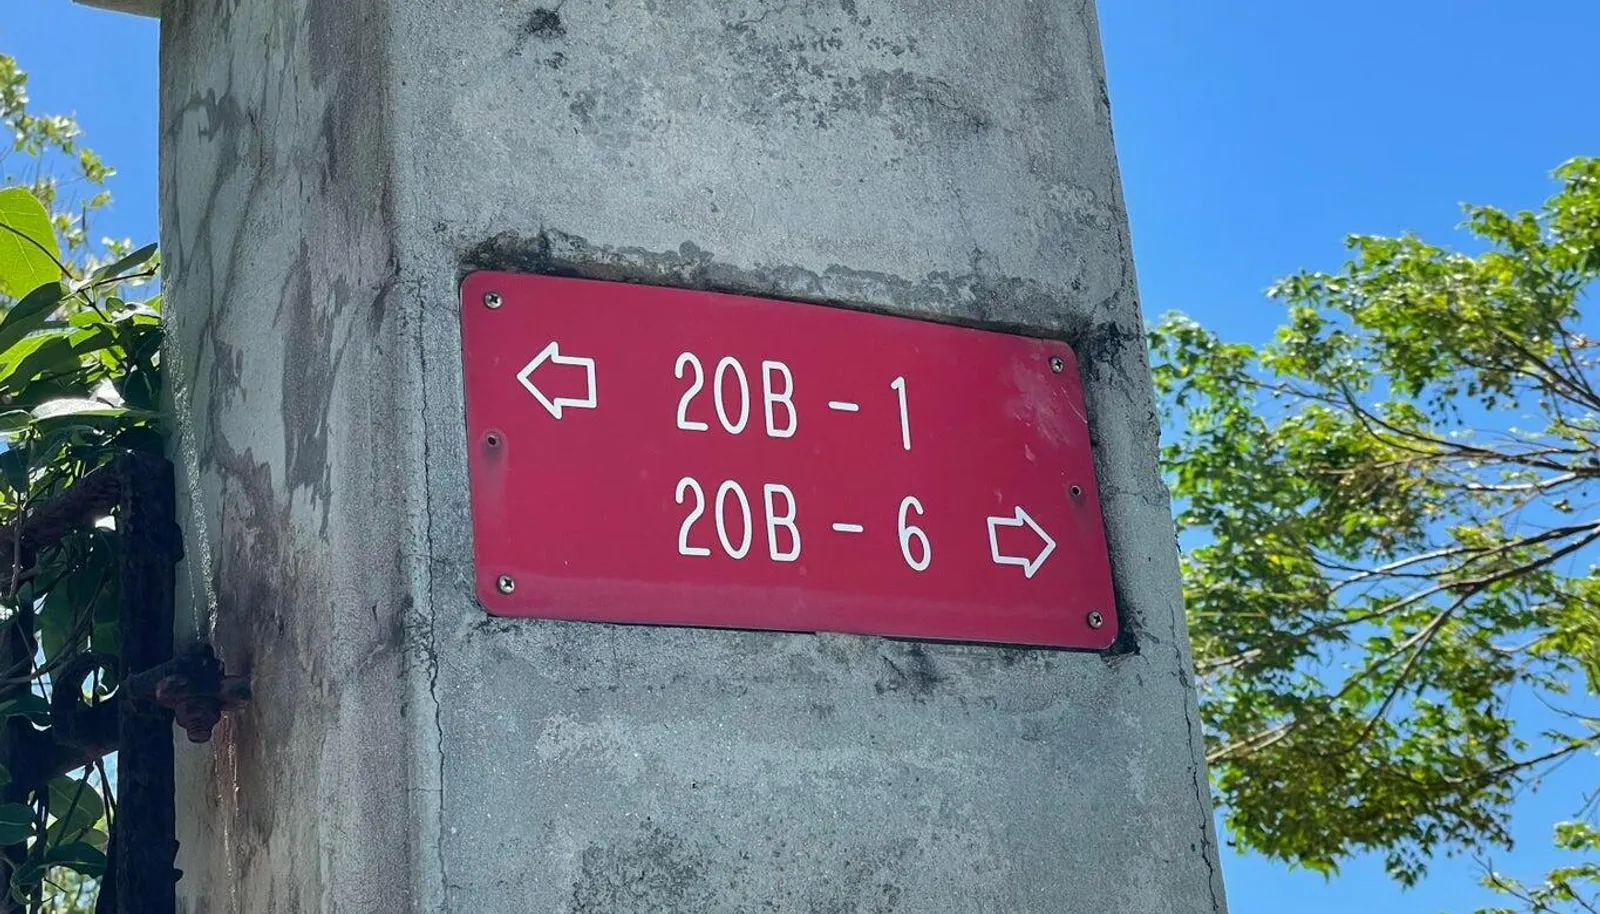 ← 20B - 1
20B - 6 →